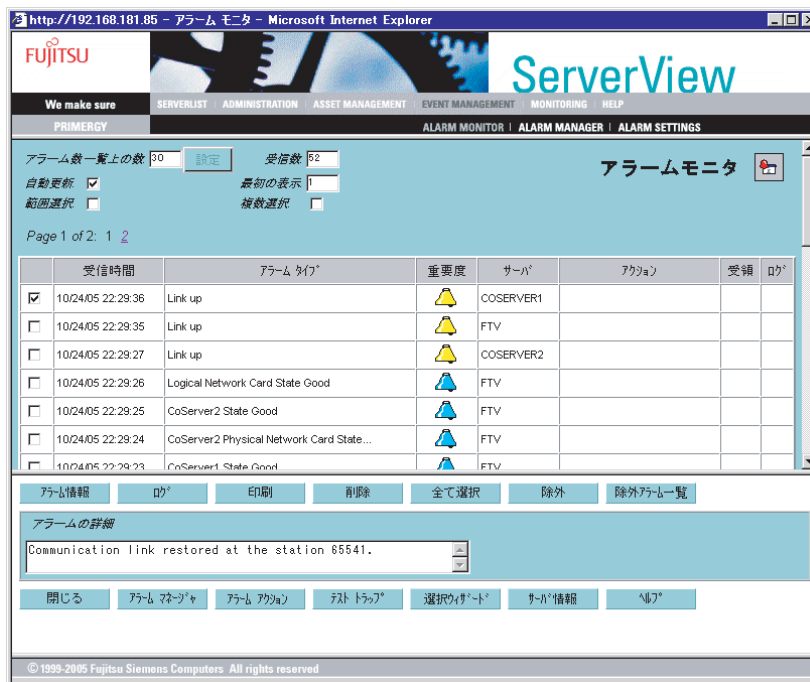 http://192.168.181.85 - アラーム モニタ - Microsoft Internet Explorer
FUJITSU
ServerView
We make sure
SERVERLIST | ADMINISTRATION | ASSET MANAGEMENT | EVENT MANAGEMENT | MONITORING | HELP
PRIMERGY
ALARM MONITOR | ALARM MANAGER | ALARM SETTINGS
アラーム数一覧上の数 30 設定 受信数 52
アラームモニタ
自動更新 最初の表示 1
範囲選択 複数選択
Page 1 of 2: 1 2
受信時間 アラーム タイプ 重要度 サーバ アクション 受領 ログ
10/24/05 22:29:36 Link up COSERVER1
10/24/05 22:29:35 Link up FTV
10/24/05 22:29:27 Link up COSERVER2
10/24/05 22:29:26 Logical Network Card State Good FTV
10/24/05 22:29:25 CoServer2 State Good FTV
10/24/05 22:29:24 CoServer2 Physical Network Card State... FTV
10/24/05 22:29:23 CoServer1 State Good FTV
アラーム情報 ログ 印刷 削除 全て選択 除外 除外アラーム一覧
アラームの詳細
Communication link restored at the station 65541.
閉じる アラーム マネージャ アラーム アクション テスト トラップ 選択ウィザード サーバ情報 ヘルプ
© 1999-2005 Fujitsu Siemens Computers All rights reserved